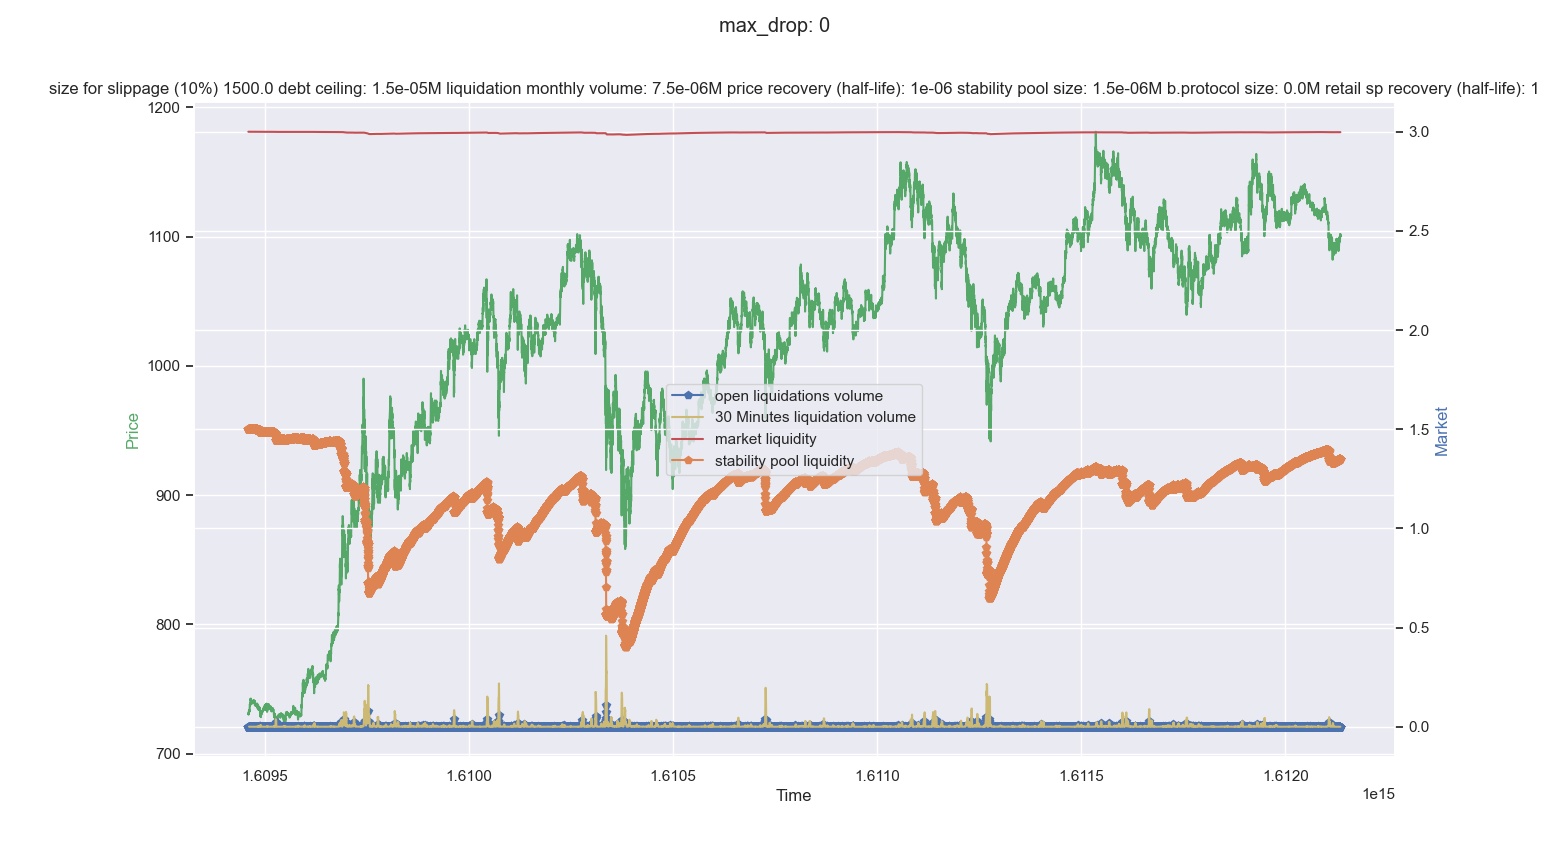 max_drop: 0
size for slippage (10%) 1500.0 debt ceiling: 1.5e-05M liquidation monthly volume: 7.5e-06M price recovery (half-life): 1e-06 stability pool size: 1.5e-06M b.protocol size: 0.0M retail sp recovery (half-life): 1
1200
1100
1000
900
800
700
Price
3.0
2.5
2.0
1.5
1.0
0.5
0.0
Market
open liquidations volume
30 Minutes liquidation volume
market liquidity
stability pool liquidity
1.6095
1.6100
1.6105
1.6110
1.6115
1.6120
1e15
Time